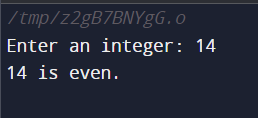 /tmp/z2gB7BNYgG.o
Enter an integer: 14
14 is even.